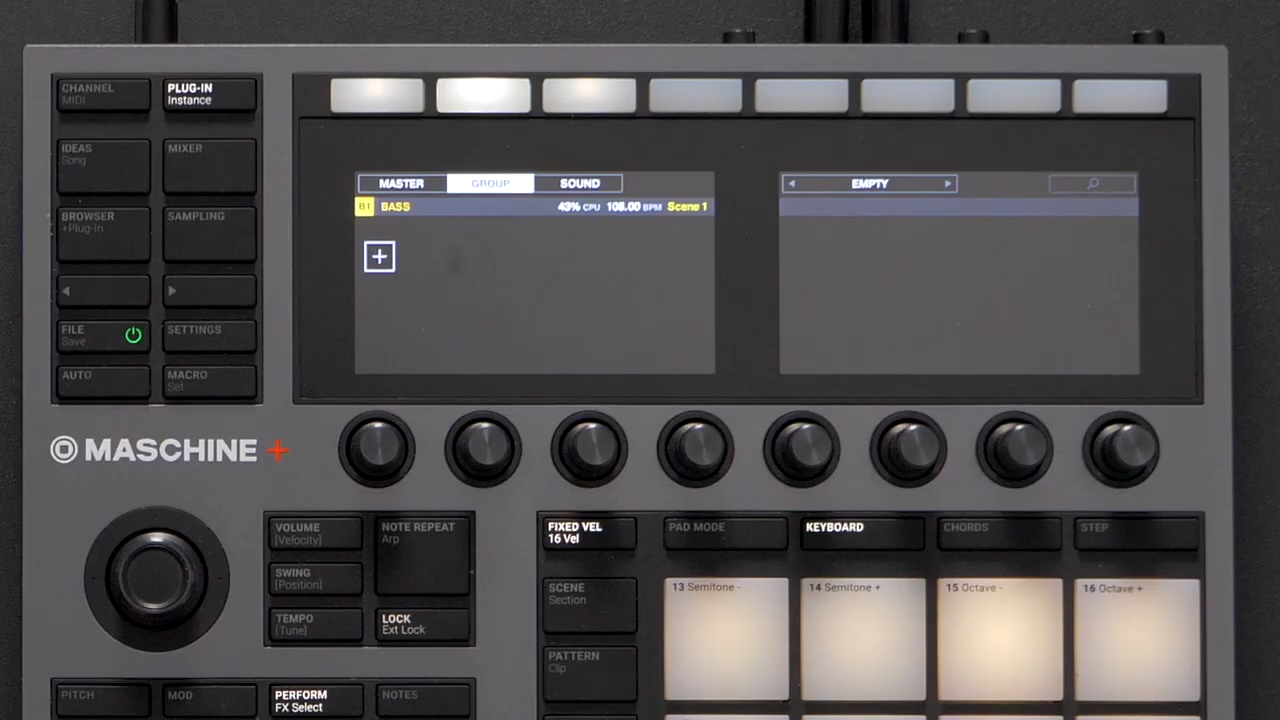 CHANNEL
MIDI
PLUG-IN
Instance
IDEAS
Song
MIXER
BROWSER
+Plug-In
SAMPLING
FILE
Save
SETTINGS
AUTO
MACRO
Set
MASTER GROUP SOUND
B1 BASS 43% CPU 108.00 BPM Scene 1
EMPTY
MASCHINE+
VOLUME
[Velocity]
NOTE REPEAT
Arp
SWING
[Position]
TEMPO
[Tune]
LOCK
Ext Lock
FIXED VEL
16 Vel
PAD MODE
KEYBOARD
CHORDS
STEP
SCENE
Section
PATTERN
Clip
13 Semitone -
14 Semitone +
15 Octave -
16 Octave +
PITCH
MOD
PERFORM
FX Select
NOTES